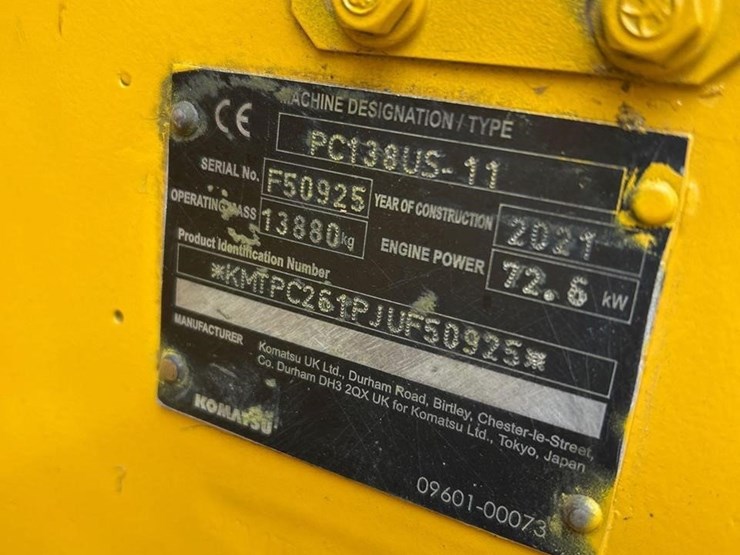 CE MACHINE DESIGNATION / TYPE
PC138US-11
SERIAL No. F50925 YEAR OF CONSTRUCTION 2021
OPERATING MASS 13880 kg ENGINE POWER 72.6 kW
Product Identification Number
*KMTPC261PJUF50925*
MANUFACTURER Komatsu UK Ltd., Durham Road, Birtley, Chester-le-Street,
Co. Durham DH3 2QX UK for Komatsu Ltd., Tokyo, Japan
KOMATSU
09601-00073